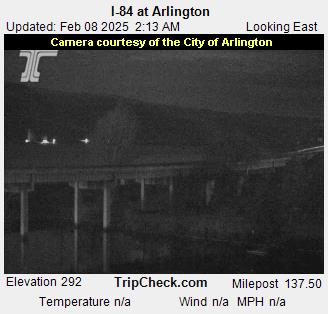 I-84 at Arlington
Updated: Feb 08 2025 2:13 AM Looking East
Camera courtesy of the City of Arlington
Elevation 292 TripCheck.com Milepost 137.50
Temperature n/a Wind n/a MPH n/a